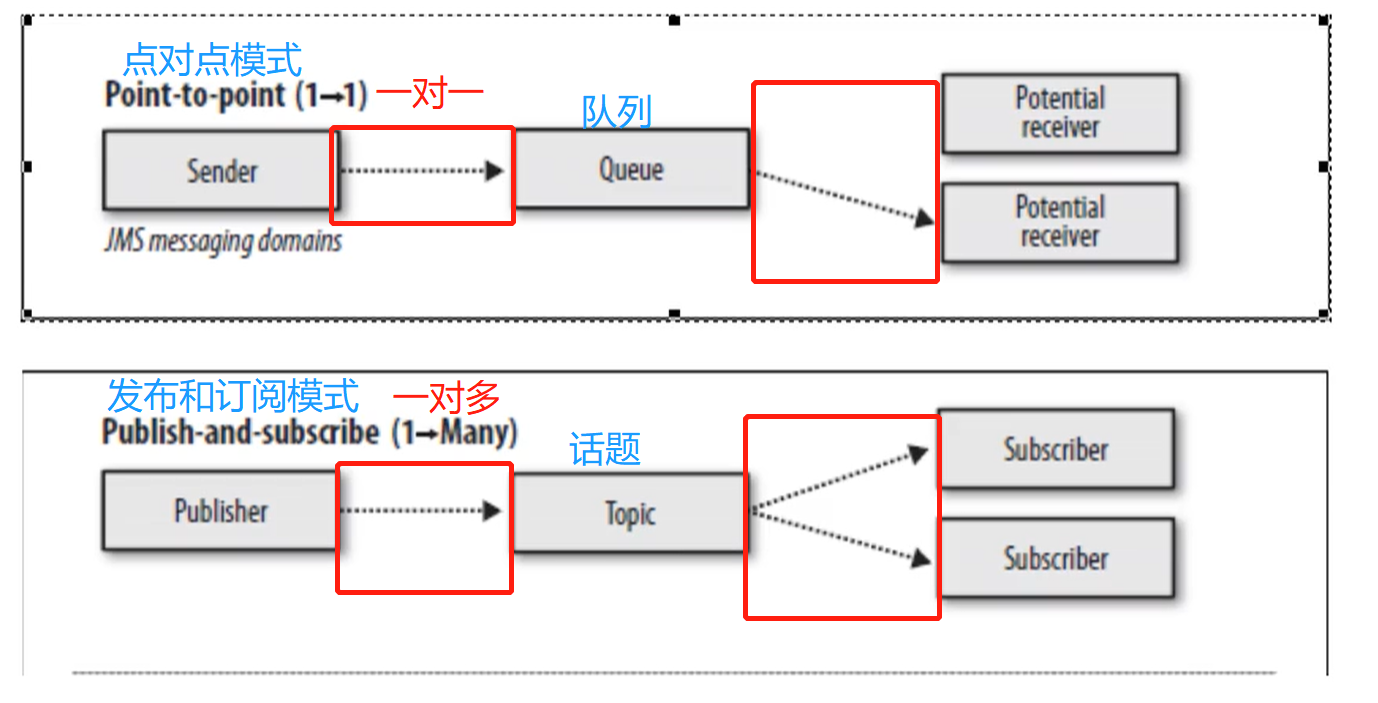 点对点模式
Point-to-point (1→1) 一对一
队列
Sender
Queue
Potential
receiver
Potential
receiver
JMS messaging domains
发布和订阅模式 一对多
Publish-and-subscribe (1→Many)
话题
Publisher
Topic
Subscriber
Subscriber